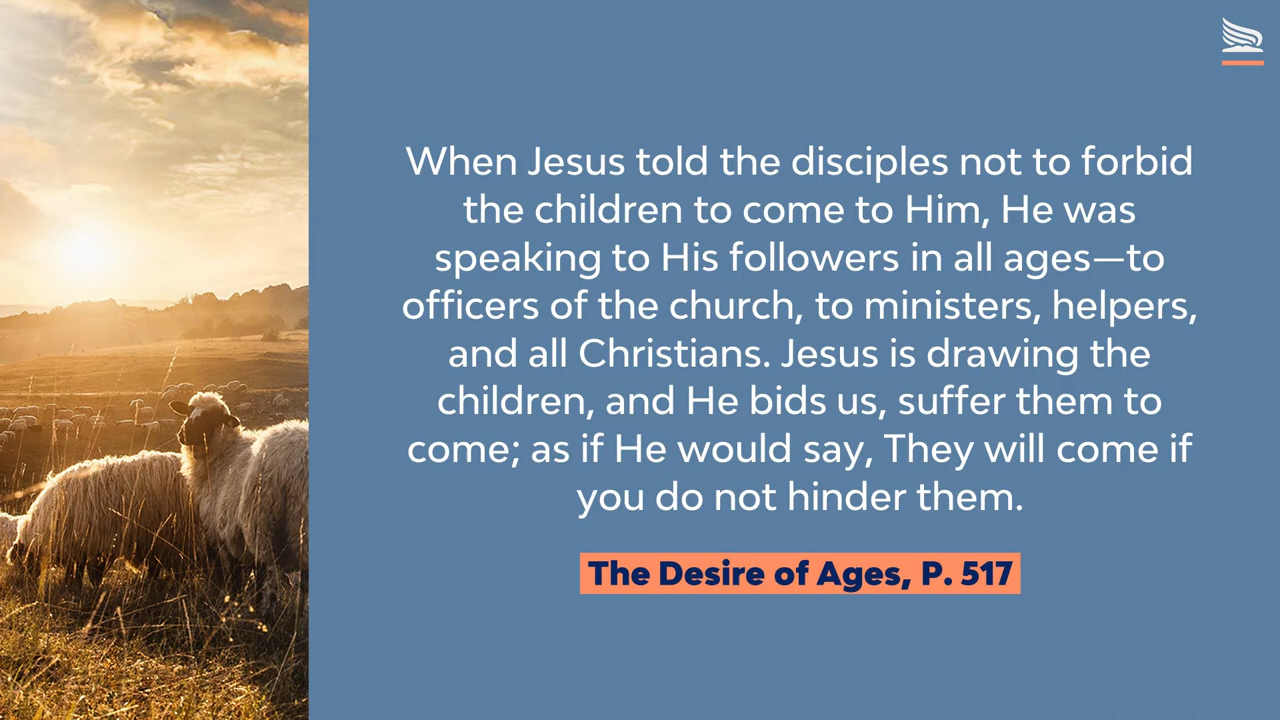 When Jesus told the disciples not to forbid
the children to come to Him, He was
speaking to His followers in all ages—to
officers of the church, to ministers, helpers,
and all Christians. Jesus is drawing the
children, and He bids us, suffer them to
come; as if He would say, They will come if
you do not hinder them.
The Desire of Ages, P. 517